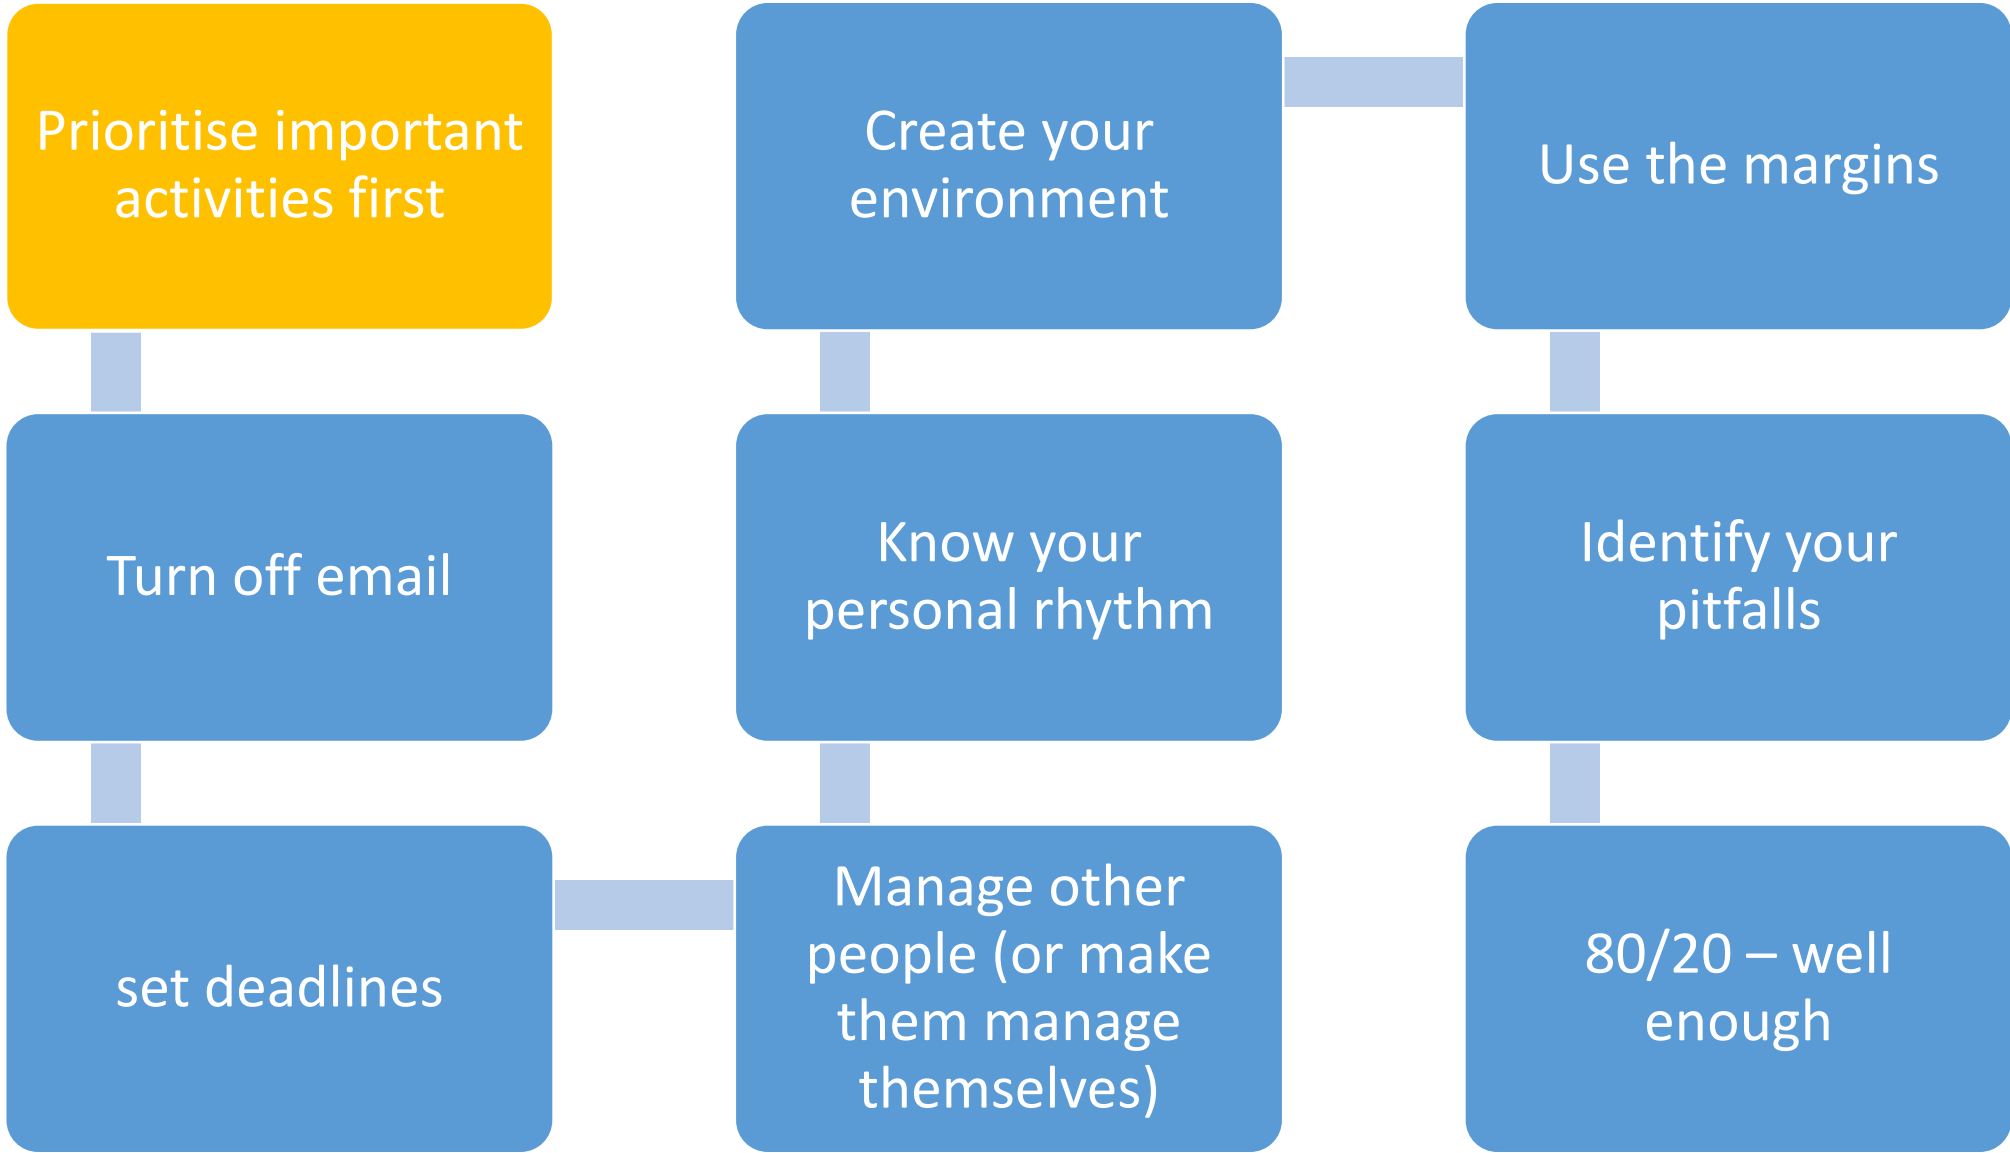 Prioritise important
activities first
Turn off email
set deadlines
Manage other
people (or make
them manage
themselves)
Know your
personal rhythm
Create your
environment
Use the margins
Identify your
pitfalls
80/20 – well
enough